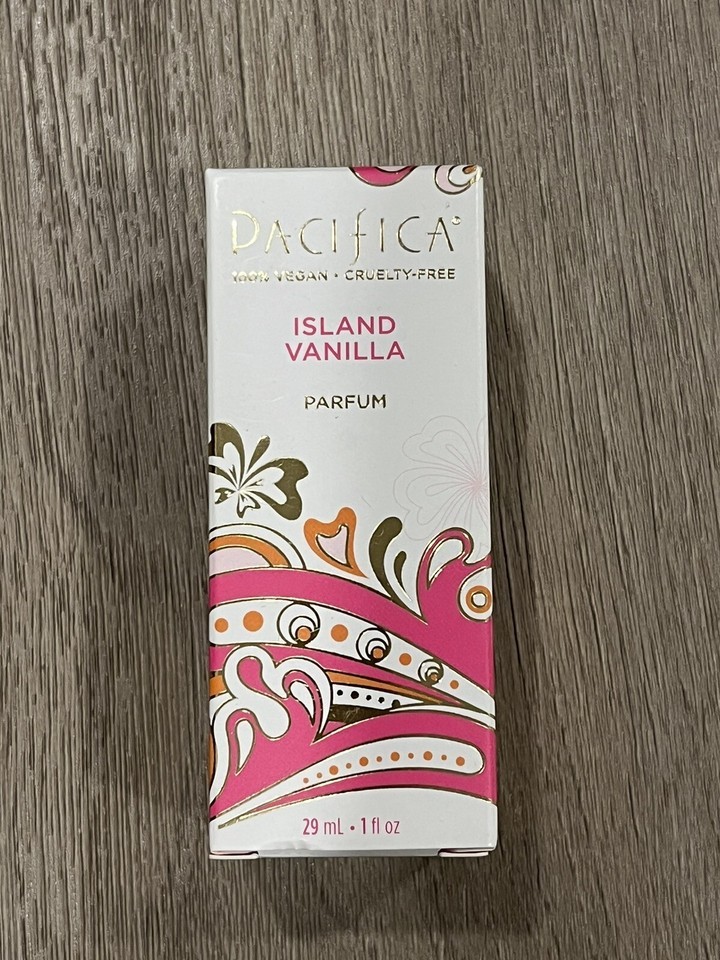 PACIFICA®
100% VEGAN • CRUELTY-FREE
ISLAND
VANILLA
PARFUM
29 mL • 1 fl oz